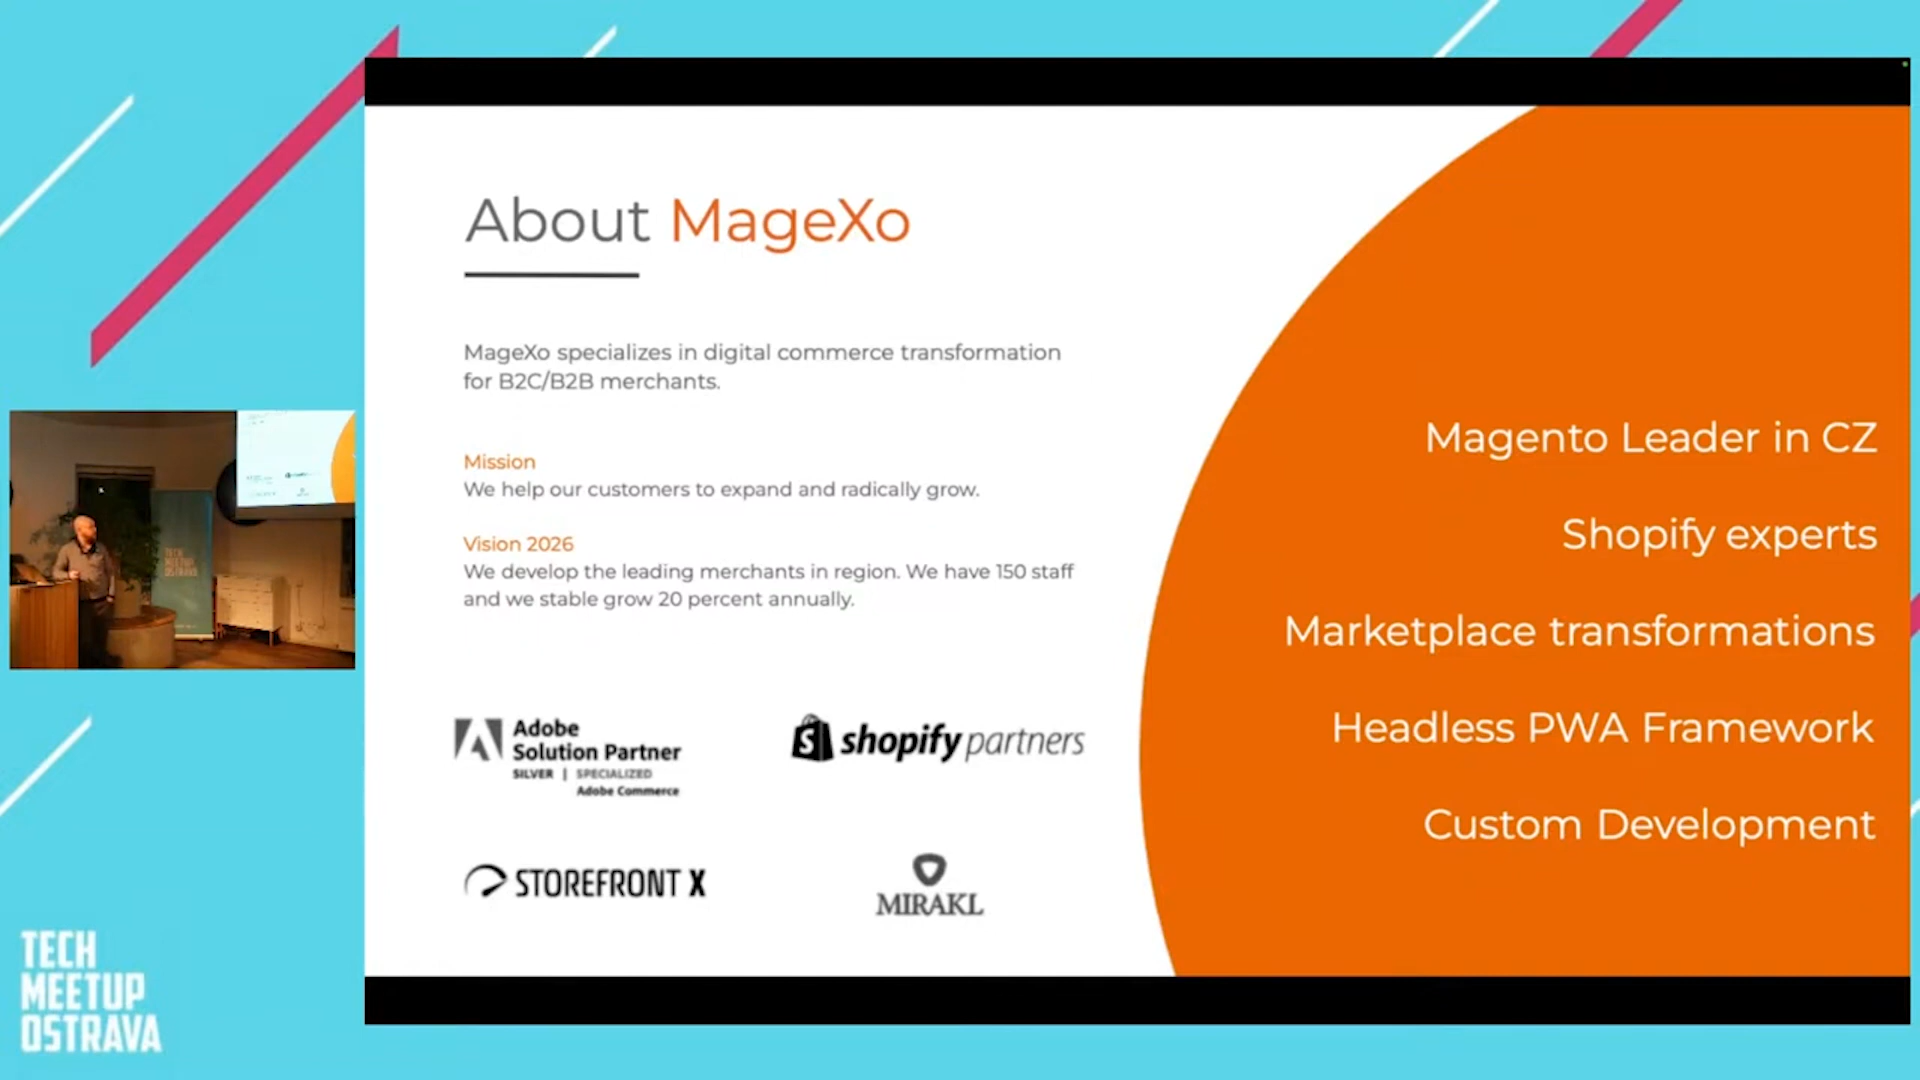 About MageXo
MageXo specializes in digital commerce transformation
for B2C/B2B merchants.
Mission
We help our customers to expand and radically grow.
Vision 2026
We develop the leading merchants in region. We have 150 staff
and we stable grow 20 percent annually.
Adobe
Solution Partner
SILVER | SPECIALIZED
Adobe Commerce
shopify partners
STOREFRONT X
MIRAKL
Magento Leader in CZ
Shopify experts
Marketplace transformations
Headless PWA Framework
Custom Development
TECH
MEETUP
OSTRAVA
TECH
MEETUP
OSTRAVA